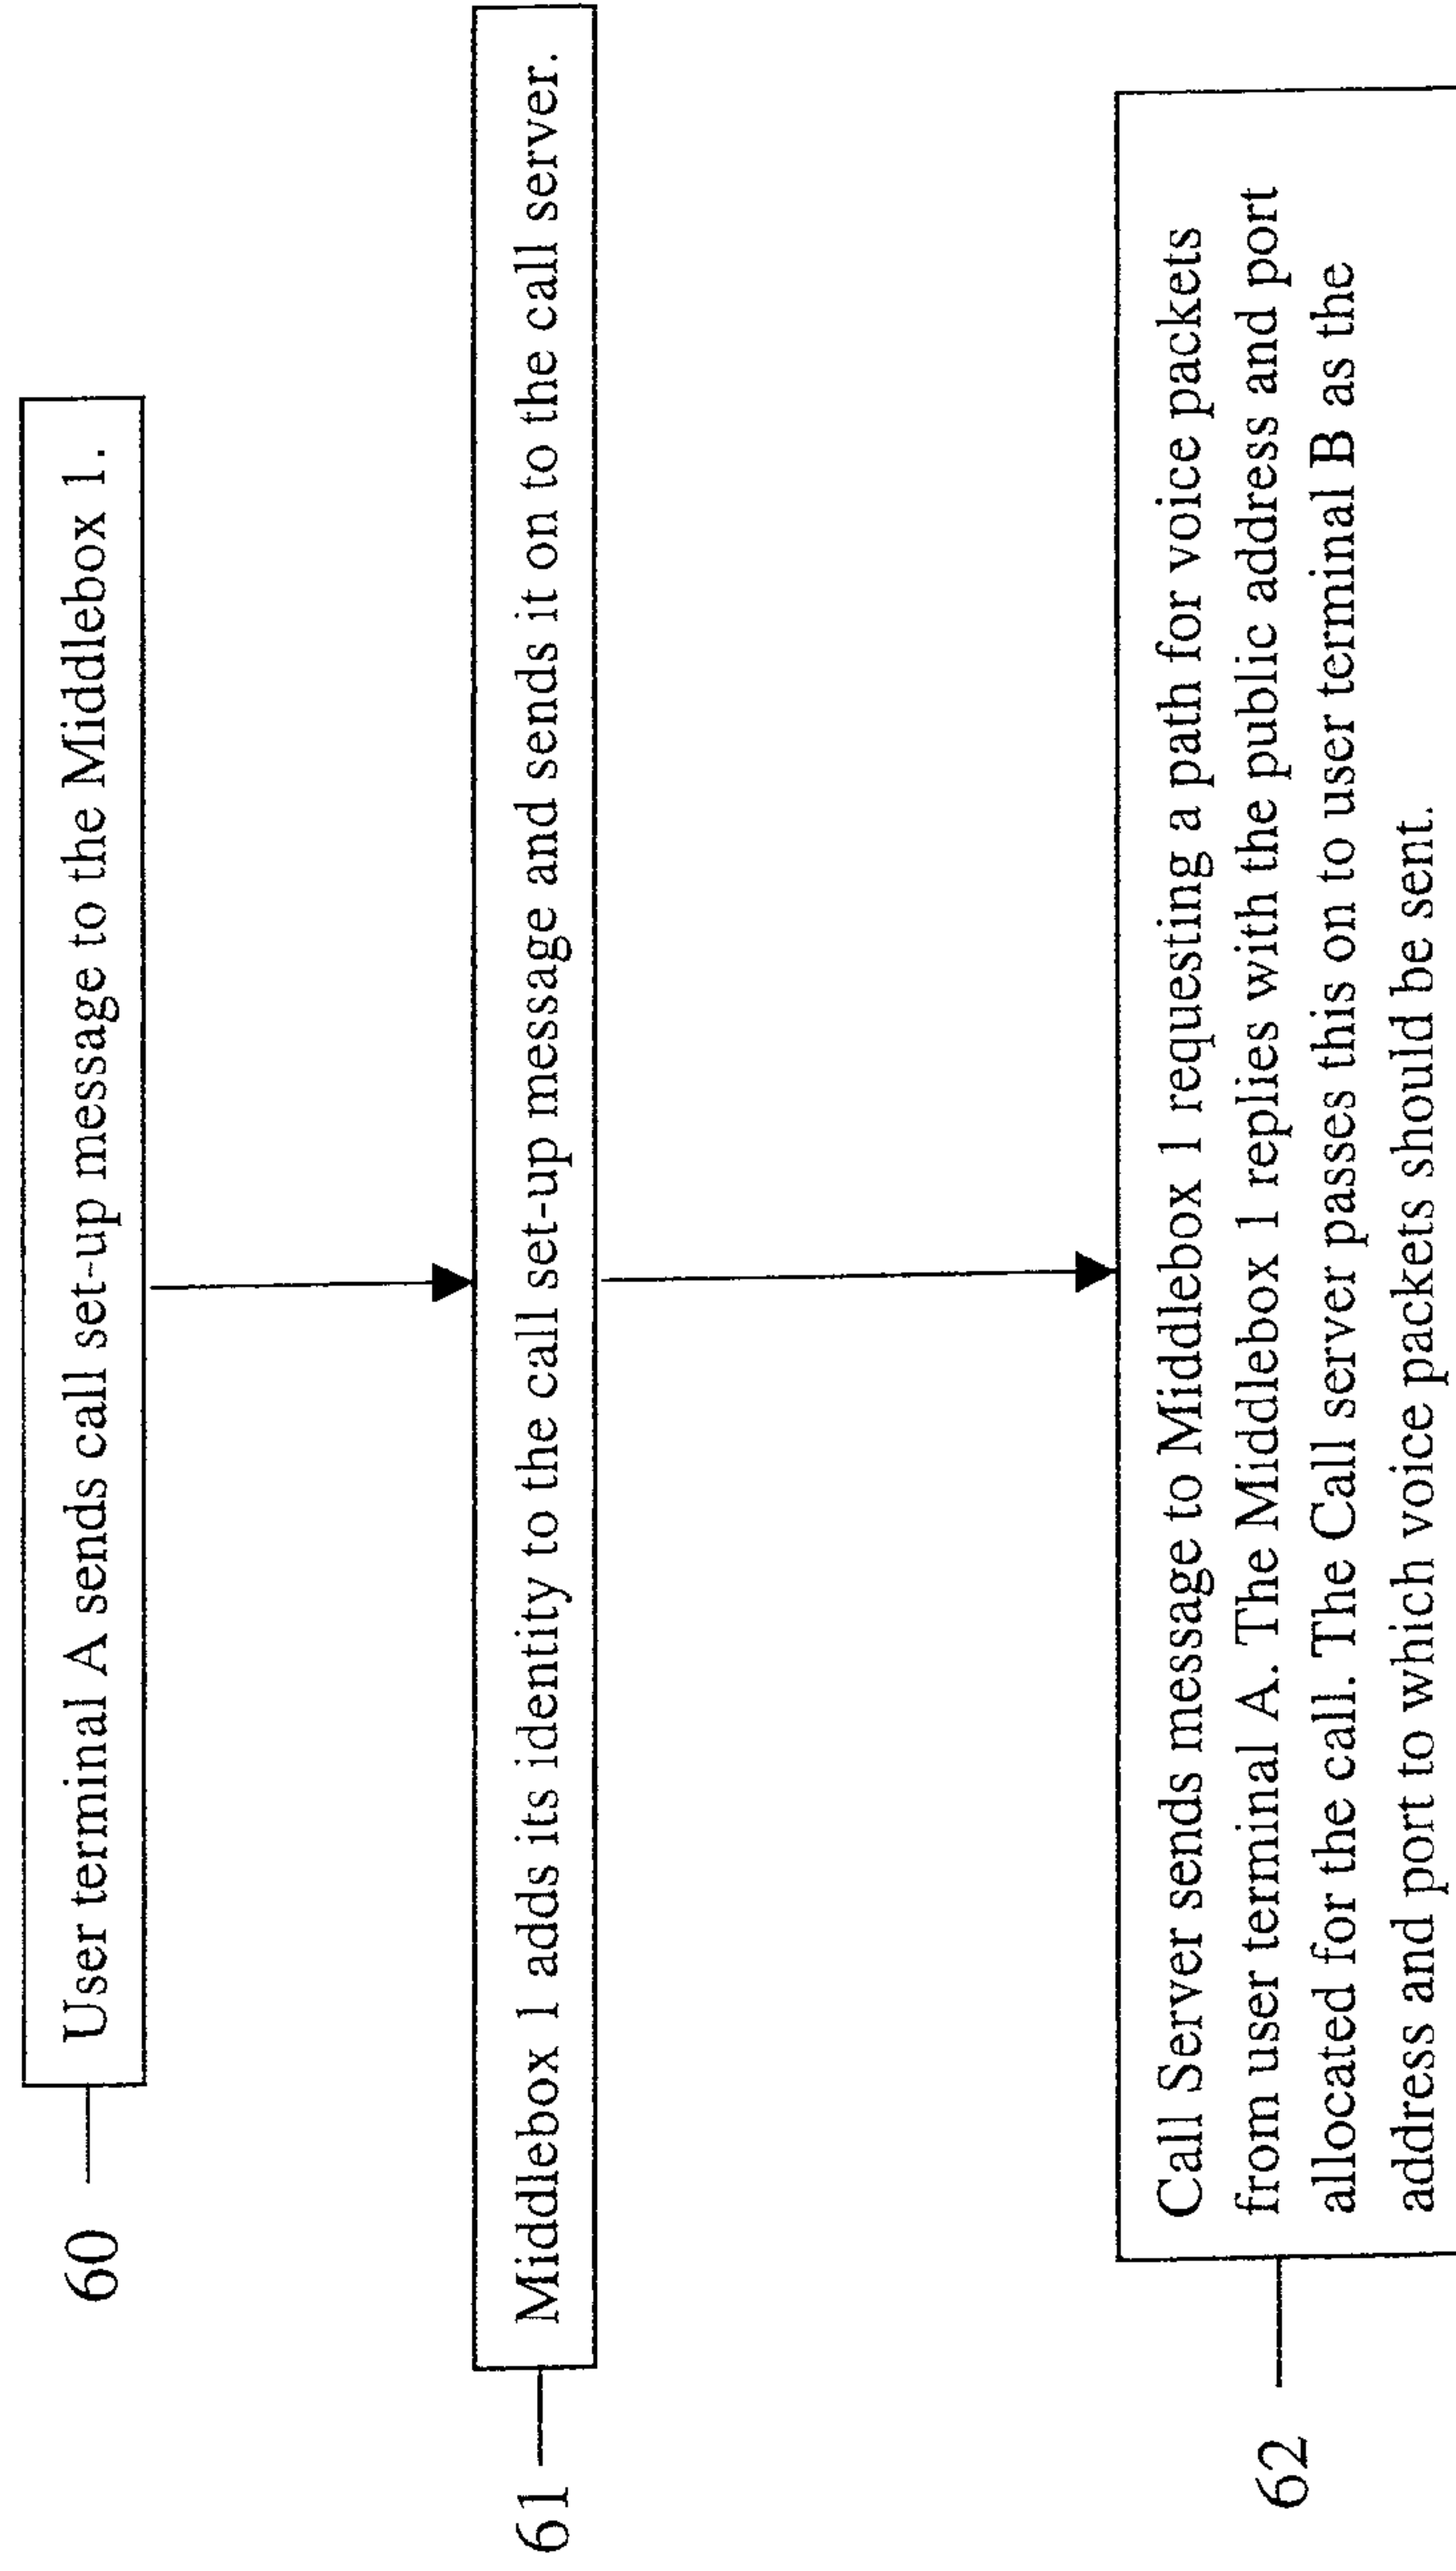 60
User terminal A sends call set-up message to the Middlebox 1.
61
Middlebox 1 adds its identity to the call set-up message and sends it on to the call server.
62
Call Server sends message to Middlebox 1 requesting a path for voice packets
from user terminal A. The Middlebox 1 replies with the public address and port
allocated for the call. The Call server passes this on to user terminal B as the
address and port to which voice packets should be sent.